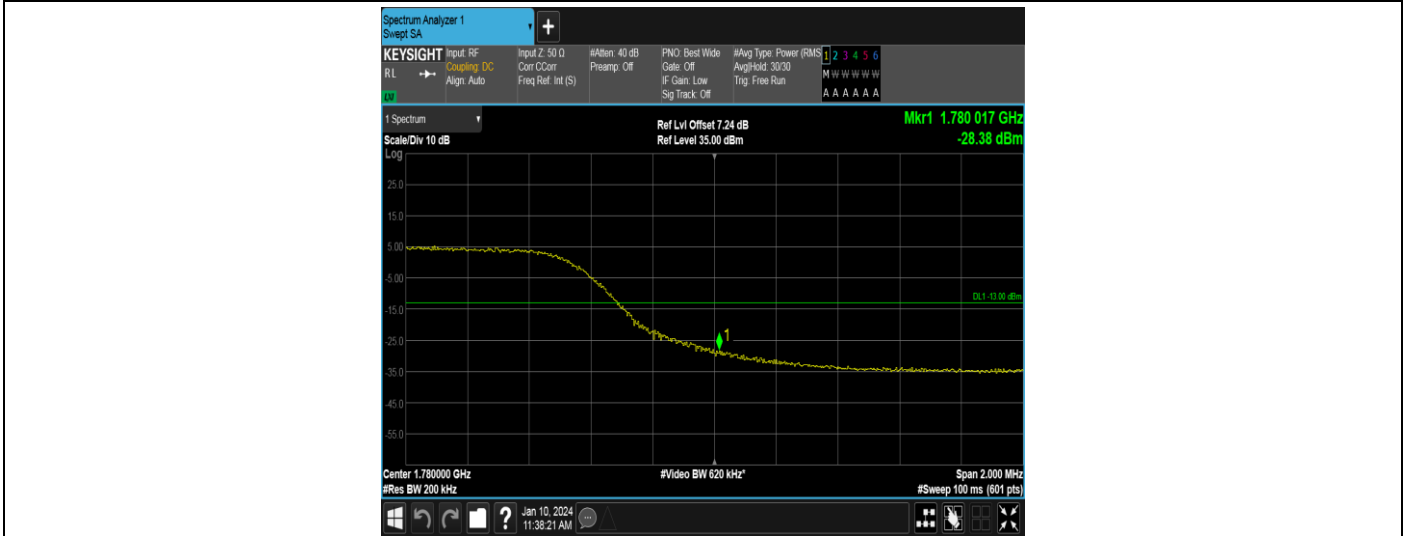 Spectrum Analyzer 1
Swept SA
+
KEYSIGHT Input: RF Input Z: 50 Ω #Atten: 40 dB PNO: Best Wide #Avg Type: Power (RMS 1 2 3 4 5 6
RL Coupling: DC Corr CCorr Preamp: Off Gate: Off Avg|Hold: 30/30 M W W W W W
Align: Auto Freq Ref: Int (S) IF Gain: Low Trig: Free Run
Sig Track: Off A A A A A A
1 Spectrum Ref Lvl Offset 7.24 dB Mkr1 1.780 017 GHz
Scale/Div 10 dB Ref Level 35.00 dBm -28.38 dBm
Log
25.0
15.0
5.00
-5.00
DL1 -13.00 dBm
-15.0
1
-25.0
-35.0
-45.0
-55.0
Center 1.780000 GHz #Video BW 620 kHz* Span 2.000 MHz
#Res BW 200 kHz #Sweep 100 ms (601 pts)
? Jan 10, 2024
11:38:21 AM